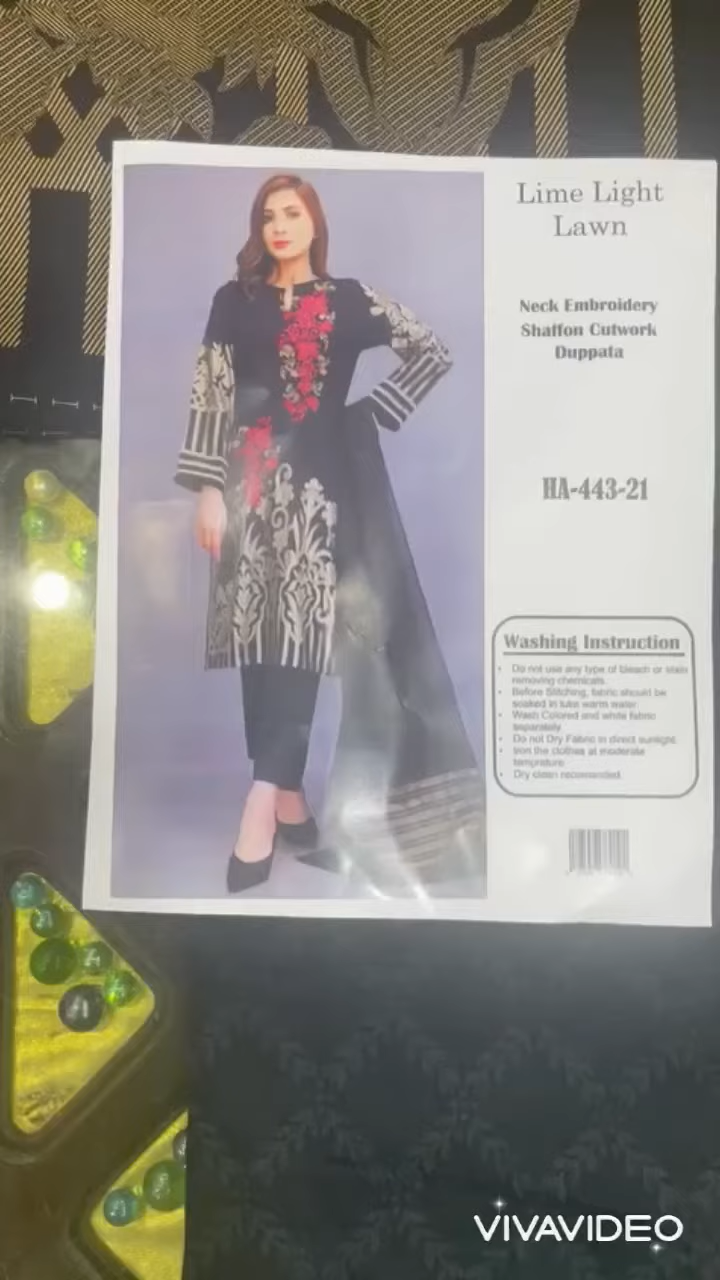 Lime Light
Lawn
Neck Embroidery
Shaffon Cutwork
Duppata
HA-443-21
Washing Instruction
• Do not use any type of bleach or stain
removing chemicals.
• Before Stitching, fabric should be
soaked in luke warm water.
• Wash Colored and white fabric
separately
• Do not Dry Fabric in direct sunlight.
• Iron the clothes at moderate
temprature
• Dry clean recomended
VIVAVIDEO